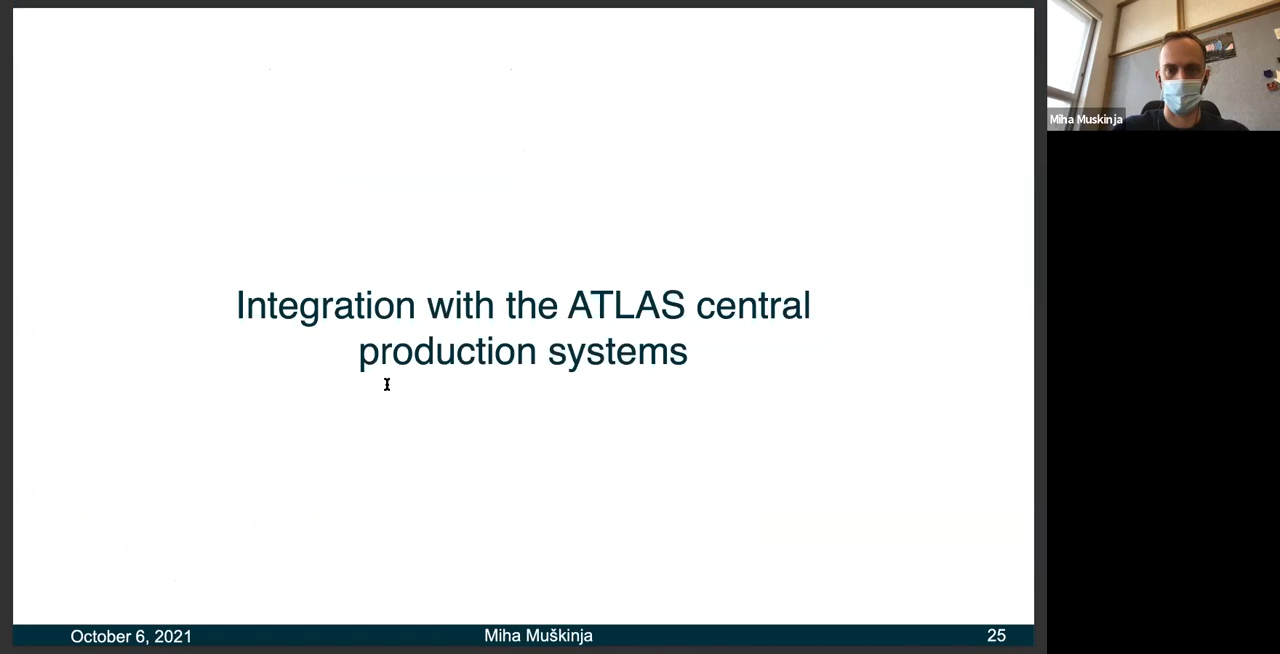 Integration with the ATLAS central
production systems
October 6, 2021
Miha Muškinja
25
Miha Muskinja